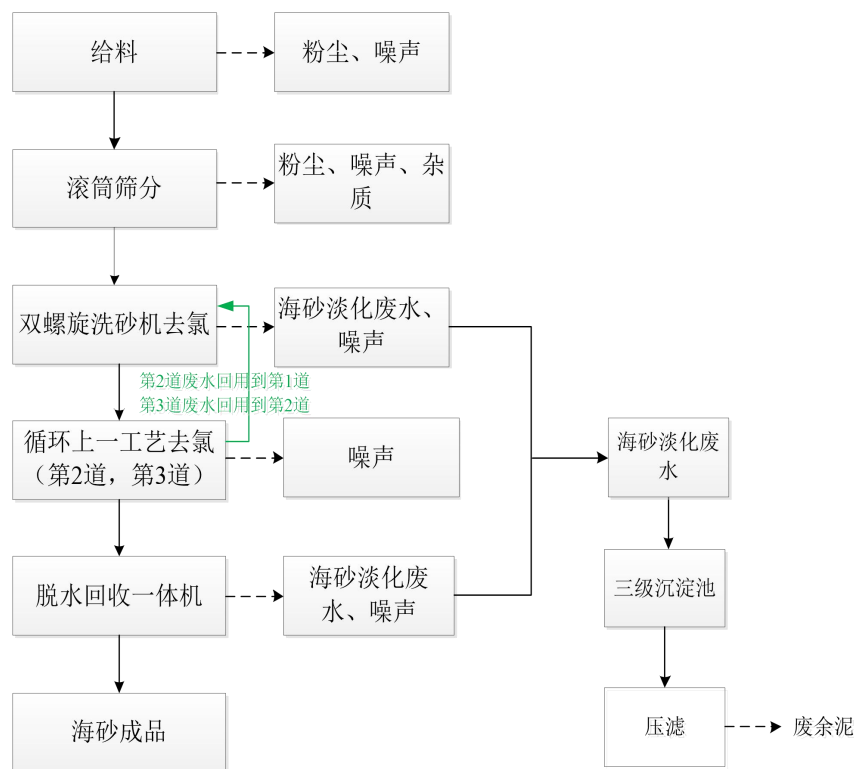 给料
粉尘、噪声
滚筒筛分
粉尘、噪声、杂
质
双螺旋洗砂机去氯
海砂淡化废水、
噪声
第2道废水回用到第1道
第3道废水回用到第2道
循环上一工艺去氯
（第2道，第3道）
噪声
海砂淡化废
水
脱水回收一体机
海砂淡化废
水、噪声
三级沉淀池
海砂成品
压滤
废余泥